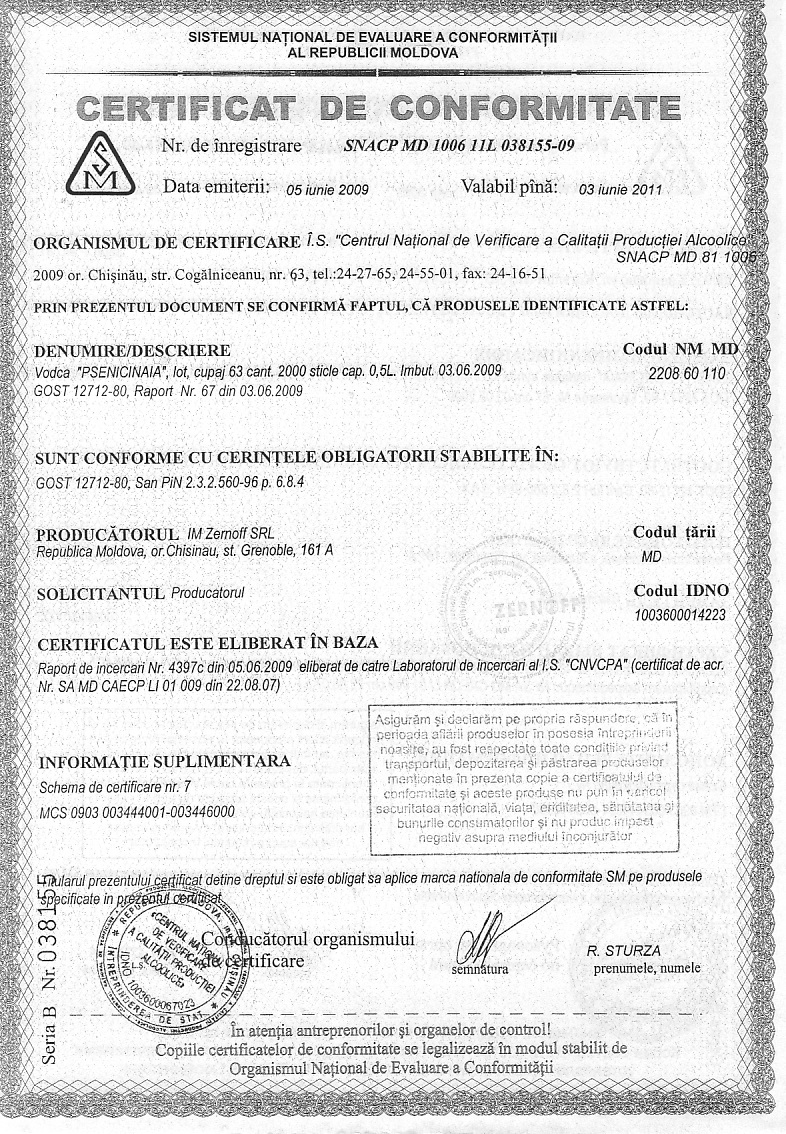 SISTEMUL NAȚIONAL DE EVALUARE A CONFORMITĂȚII
AL REPUBLICII MOLDOVA
CERTIFICAT DE CONFORMITATE
SM
Nr. de înregistrare SNACP MD 1006 11L 038155-09
Data emiterii: 05 iunie 2009 Valabil pînă: 03 iunie 2011
ORGANISMUL DE CERTIFICARE Î.S. "Centrul Național de Verificare a Calitații Producției Alcoolice"
SNACP MD 81 1006
2009 or. Chișinău, str. Cogălniceanu, nr. 63, tel.:24-27-65, 24-55-01, fax: 24-16-51
PRIN PREZENTUL DOCUMENT SE CONFIRMĂ FAPTUL, CĂ PRODUSELE IDENTIFICATE ASTFEL:
DENUMIRE/DESCRIERE Codul NM MD
Vodca "PSENICINAIA", lot, cupaj 63 cant. 2000 sticle cap. 0,5L. Imbut. 03.06.2009 2208 60 110
GOST 12712-80, Raport Nr. 67 din 03.06.2009
SUNT CONFORME CU CERINȚELE OBLIGATORII STABILITE ÎN:
GOST 12712-80, San PiN 2.3.2.560-96 p. 6.8.4
PRODUCĂTORUL IM Zernoff SRL Codul țării
Republica Moldova, or.Chisinau, st. Grenoble, 161 A MD
ZERNOFF
SOLICITANTUL Producatorul Codul IDNO
1003600014223
CERTIFICATUL ESTE ELIBERAT ÎN BAZA
Raport de incercari Nr. 4397c din 05.06.2009 eliberat de catre Laboratorul de incercari al I.S. "CNVCPA" (certificat de acr.
Nr. SA MD CAECP LI 01 009 din 22.08.07)
Asigurăm și declarăm pe propria răspundere, că în
perioada aflării produselor în posesia întreprinderii
noastre, au fost respectate toate condițiile privind
transportul, depozitarea și păstrarea produselor
menționate în prezenta copie a certificatului de
conformitate și aceste produse nu pun în pericol
securitatea națională, viața, eriditatea, sănătatea și
bunurile consumatorilor și nu produc impact
negativ asupra mediului înconjurător
INFORMAȚIE SUPLIMENTARA
Schema de certificare nr. 7
MCS 0903 003444001-003446000
Titularul prezentului certificat detine dreptul si este obligat sa aplice marca nationala de conformitate SM pe produsele
specificate in prezentul certificat
CENTRUL NAȚIONAL
DE VERIFICARE
A CALITĂȚII PRODUCȚIEI
ALCOOLICE
IDNO 1003600067023
ÎNTREPRINDEREA DE STAT
Conducătorul organismului
de certificare
semnătura
R. STURZA
prenumele, numele
Seria B Nr. 038155
În atenția antreprenorilor și organelor de control!
Copiile certificatelor de conformitate se legalizează în modul stabilit de
Organismul Național de Evaluare a Conformității